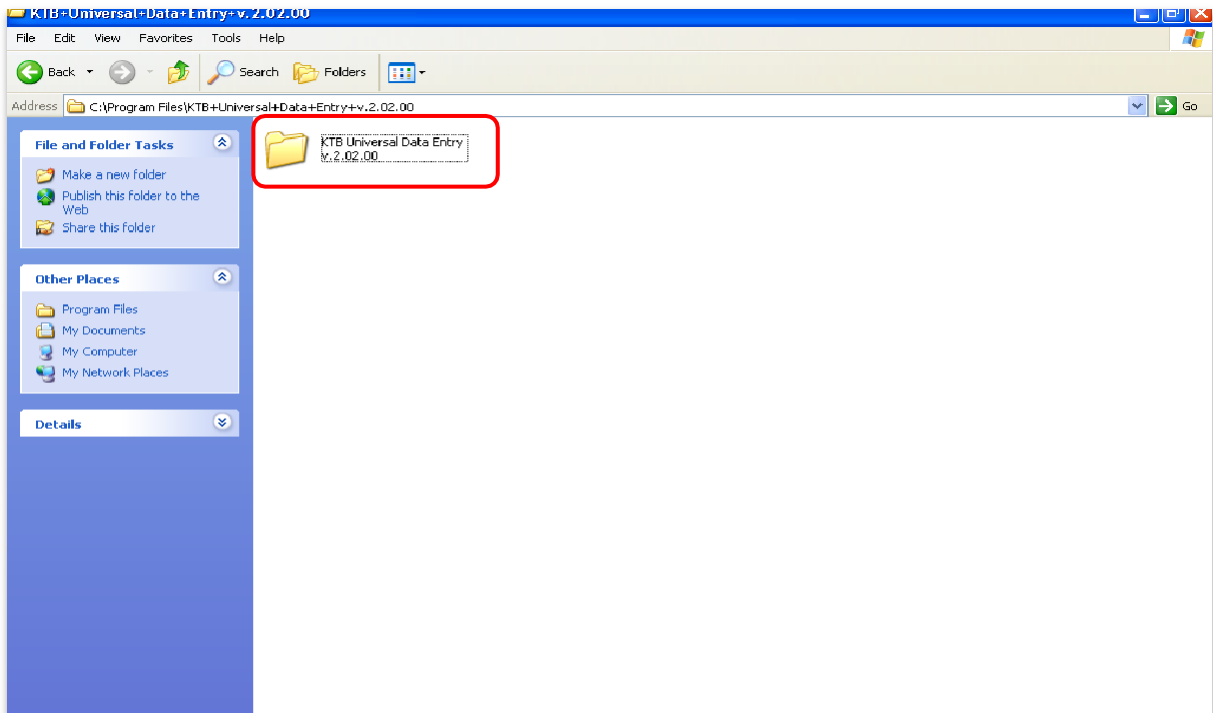 KTB+Universal+Data+Entry+v.2.02.00
File Edit View Favorites Tools Help
Back Search Folders
Address C:\Program Files\KTB+Universal+Data+Entry+v.2.02.00 Go
File and Folder Tasks
Make a new folder
Publish this folder to the
Web
Share this folder
Other Places
Program Files
My Documents
My Computer
My Network Places
Details
KTB Universal Data Entry
v.2.02.00